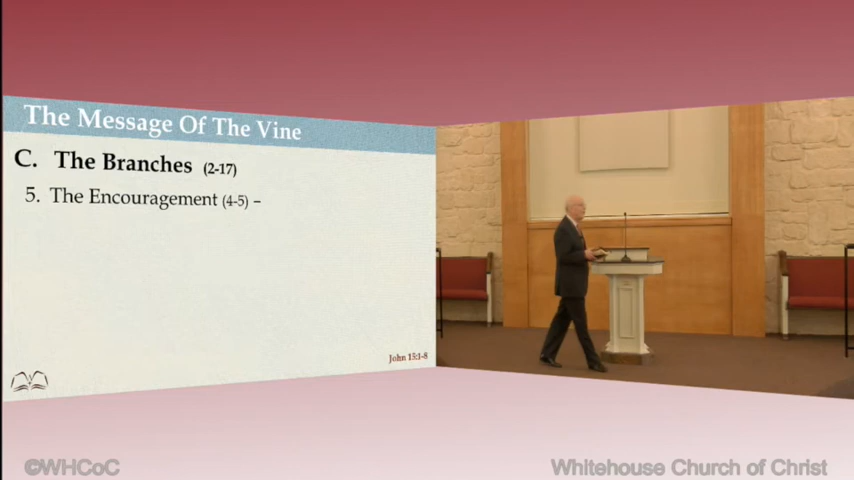 The Message Of The Vine
C. The Branches (2-17)
5. The Encouragement (4-5) –
John 15:1-8
©WHCoC
Whitehouse Church of Christ